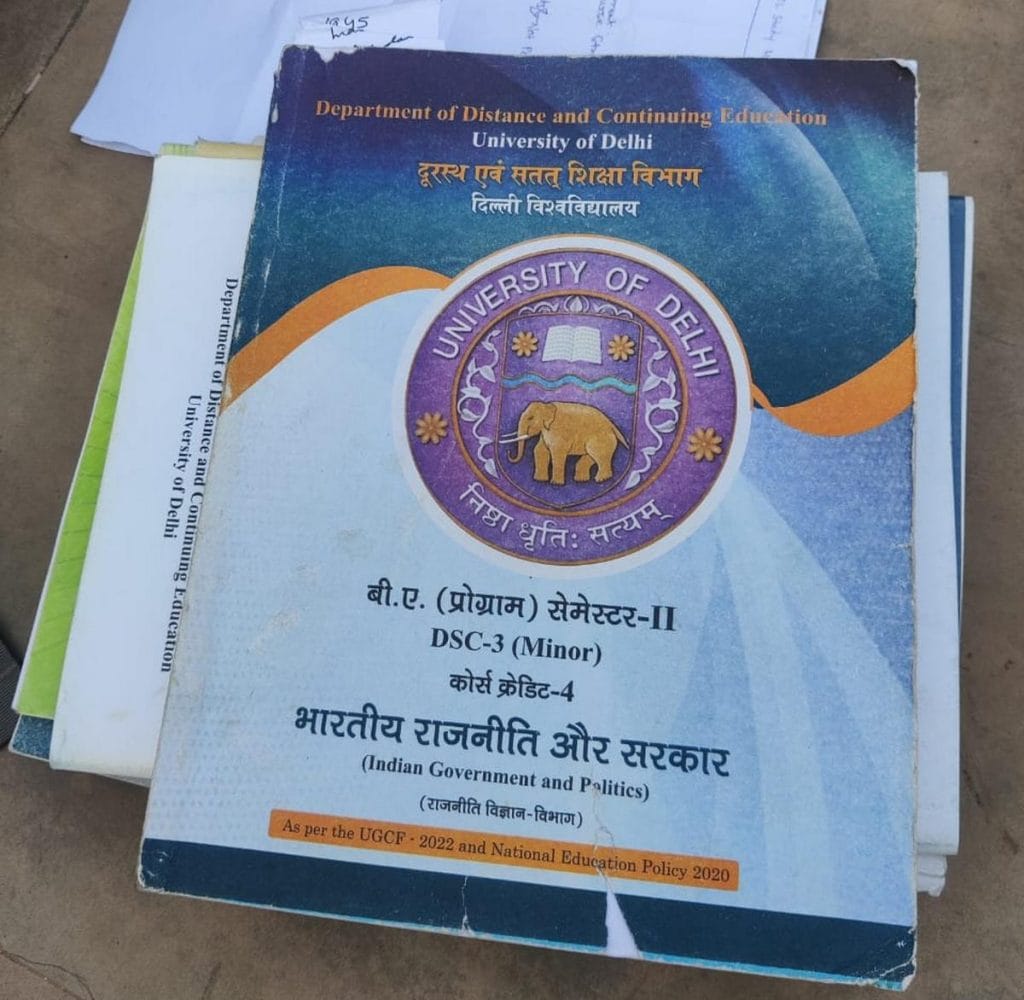 Department of Distance and Continuing Education
University of Delhi
दूरस्थ एवं सतत् शिक्षा विभाग
दिल्ली विश्वविद्यालय
UNIVERSITY OF DELHI
निष्ठा धृति: सत्यम्
बी.ए. (प्रोग्राम) सेमेस्टर-II
DSC-3 (Minor)
कोर्स क्रेडिट-4
भारतीय राजनीति और सरकार
(Indian Government and Politics)
(राजनीति विज्ञान-विभाग)
As per the UGCF - 2022 and National Education Policy 2020
Department of Distance and Continuing Education
University of Delhi